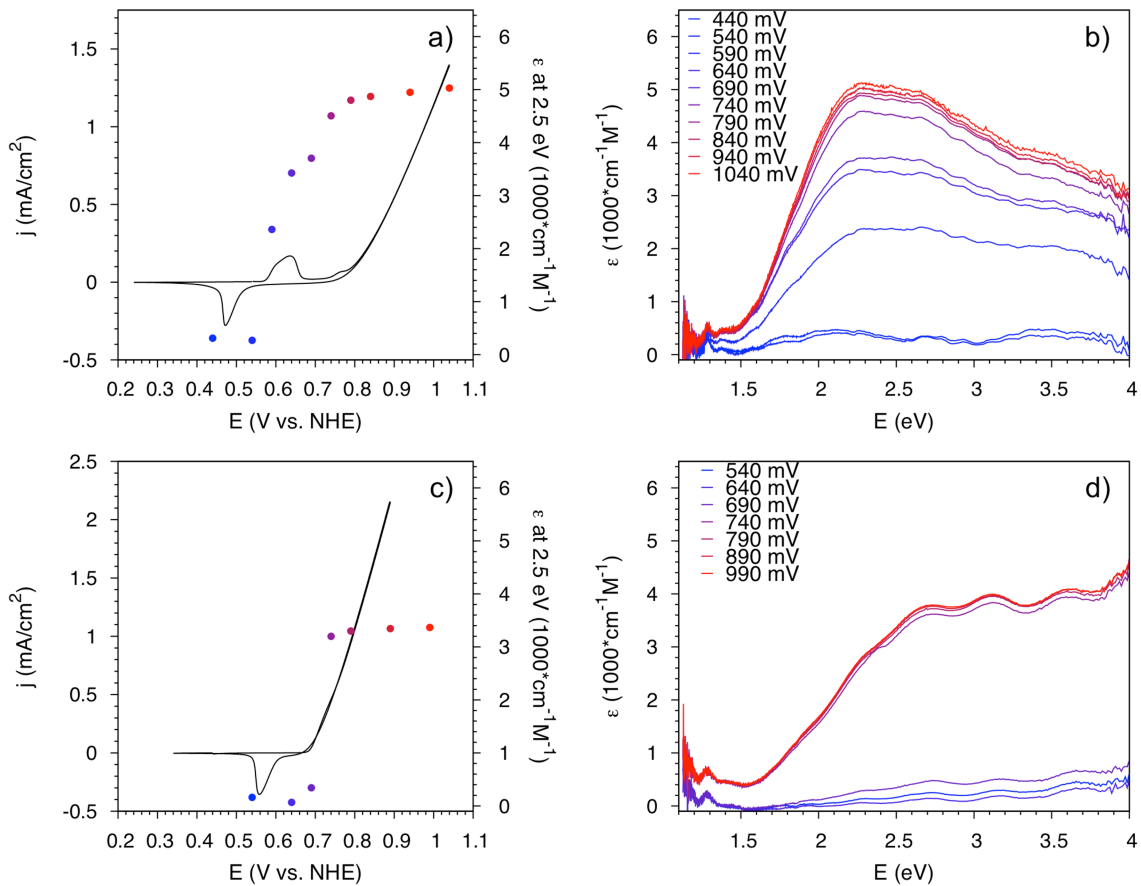 a)
1.5
1
0.5
0
-0.5
j (mA/cm2)
6
5
4
3
2
1
0
ε at 2.5 eV (1000*cm-1M-1)
0.2 0.3 0.4 0.5 0.6 0.7 0.8 0.9 1 1.1
E (V vs. NHE)
b)
440 mV
540 mV
590 mV
640 mV
690 mV
740 mV
790 mV
840 mV
940 mV
1040 mV
6
5
4
3
2
1
0
ε (1000*cm-1M-1)
1.5 2 2.5 3 3.5 4
E (eV)
c)
2.5
2
1.5
1
0.5
0
-0.5
j (mA/cm2)
6
5
4
3
2
1
0
ε at 2.5 eV (1000*cm-1M-1)
0.2 0.3 0.4 0.5 0.6 0.7 0.8 0.9 1 1.1
E (V vs. NHE)
d)
540 mV
640 mV
690 mV
740 mV
790 mV
890 mV
990 mV
6
5
4
3
2
1
0
ε (1000*cm-1M-1)
1.5 2 2.5 3 3.5 4
E (eV)